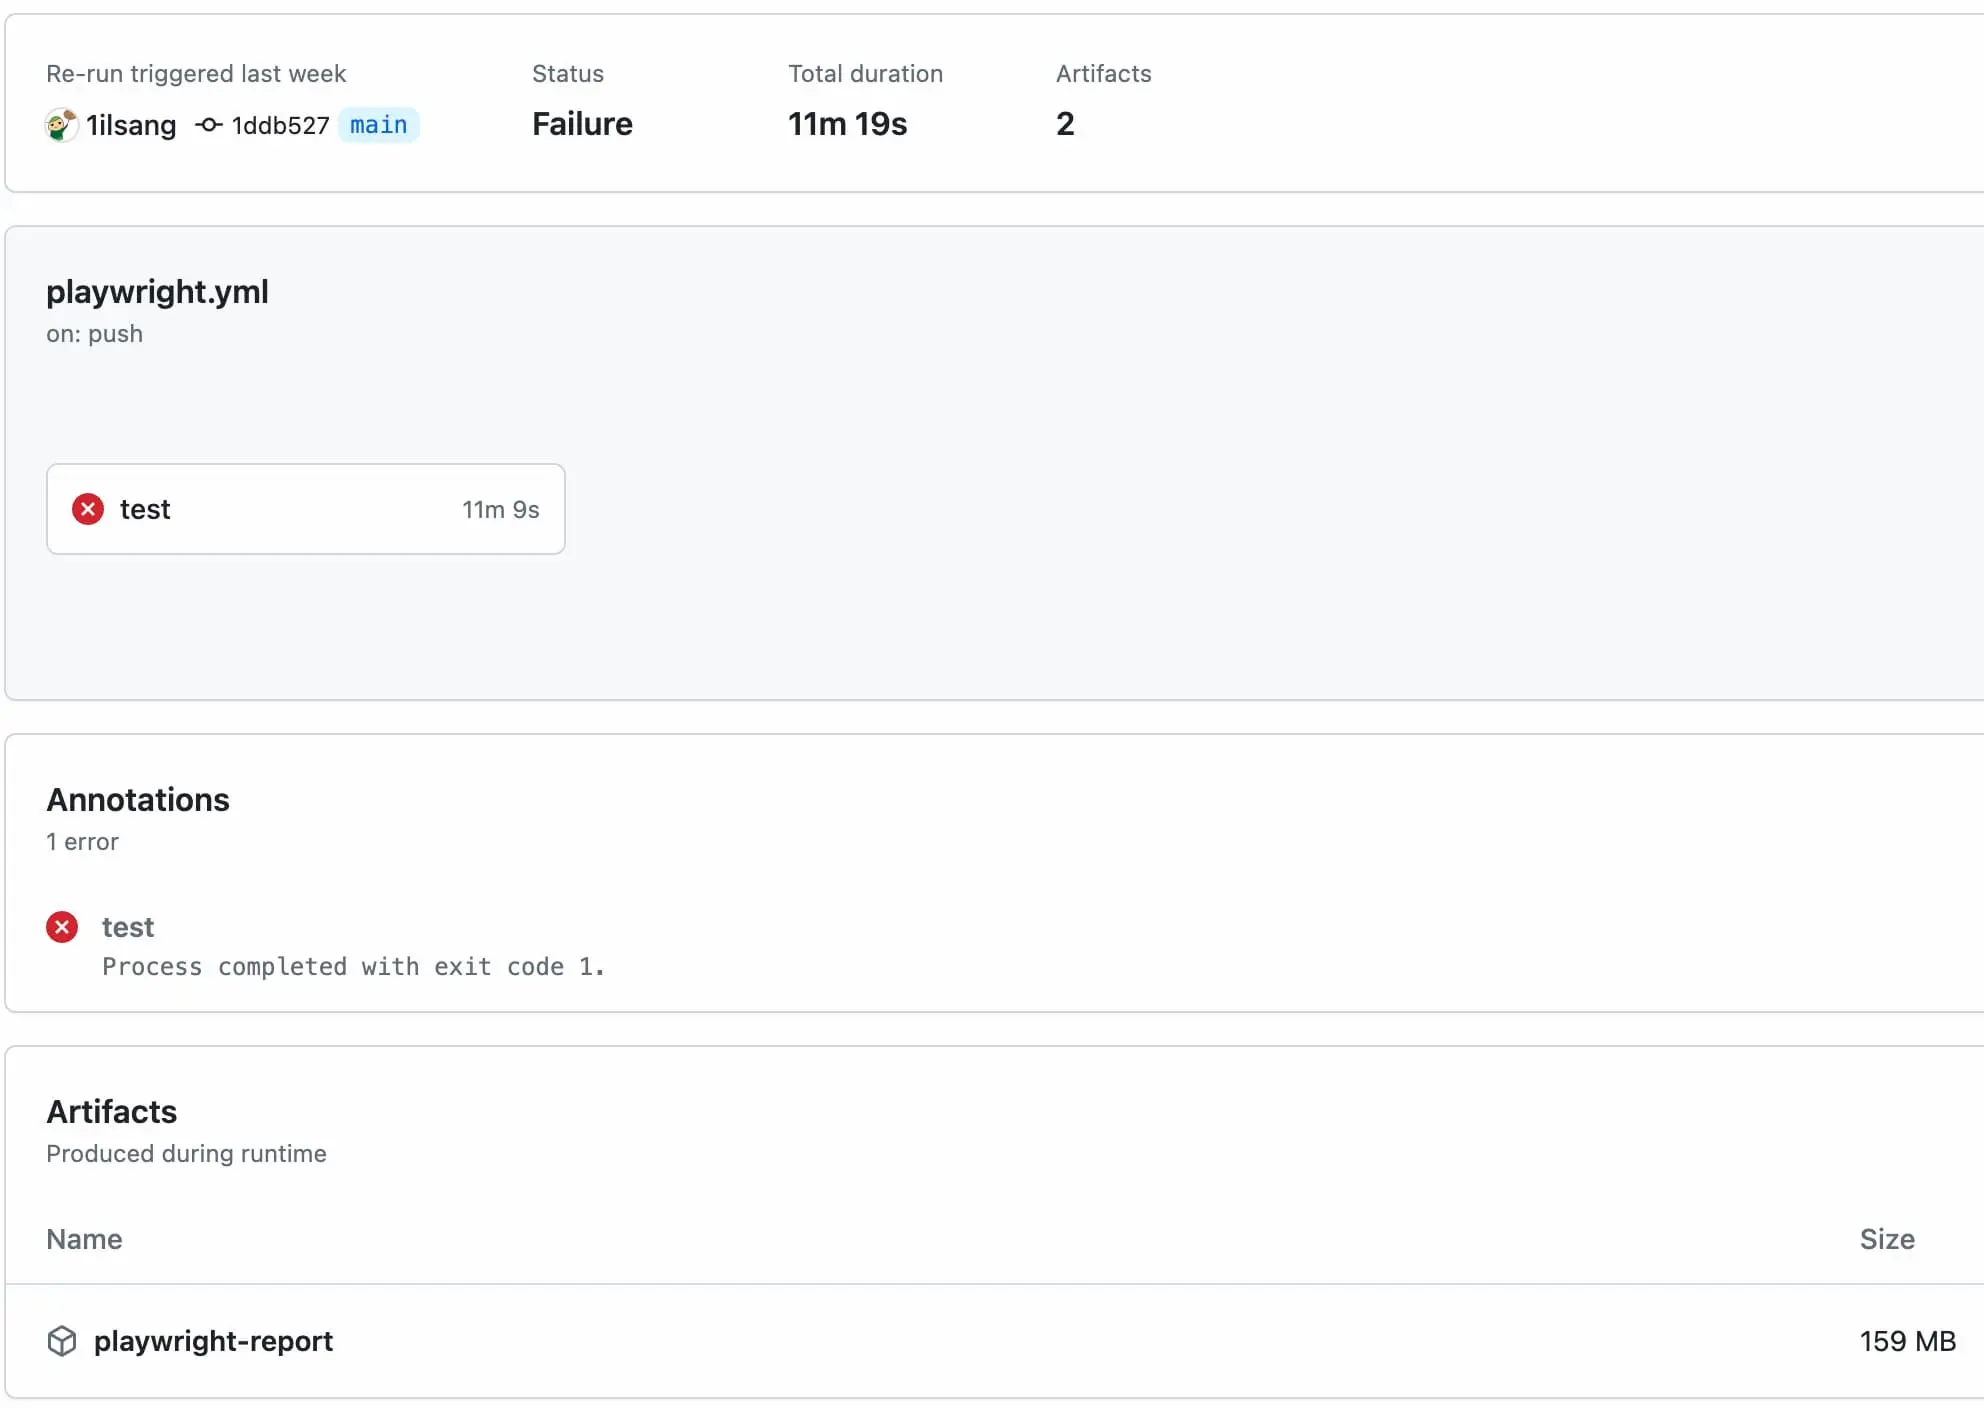 Re-run triggered last week
1ilsang 1ddb527 main
Status
Failure
Total duration
11m 19s
Artifacts
2
playwright.yml
on: push
test 11m 9s
Annotations
1 error
test
Process completed with exit code 1.
Artifacts
Produced during runtime
Name Size
playwright-report 159 MB